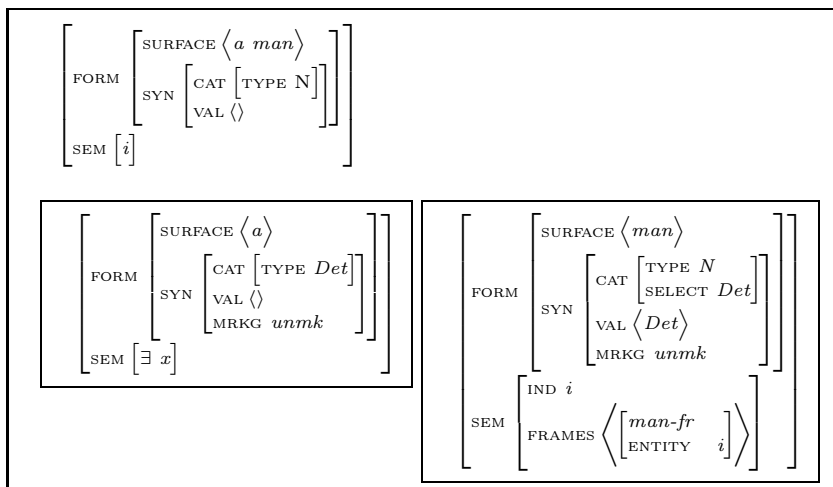 SURFACE ⟨a man⟩
FORM
SYN
CAT [TYPE N]
VAL ⟨⟩
SEM [i]
SURFACE ⟨a⟩
FORM
SYN
CAT [TYPE Det]
VAL ⟨⟩
MRKG unmk
SEM [∃ x]
SURFACE ⟨man⟩
FORM
SYN
CAT
TYPE N
SELECT Det
VAL ⟨Det⟩
MRKG unmk
SEM
IND i
FRAMES
man-fr
ENTITY i